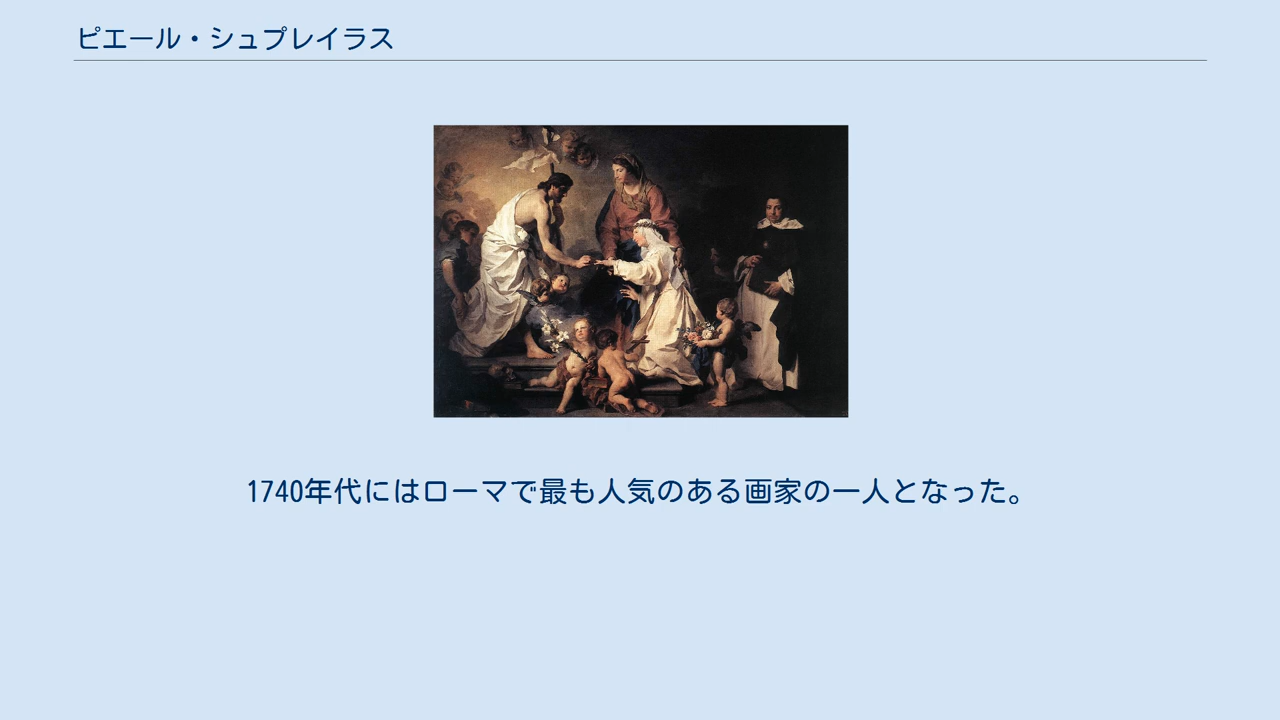 ピエール・シュブレイラス
1740年代にはローマで最も人気のある画家の一人となった。